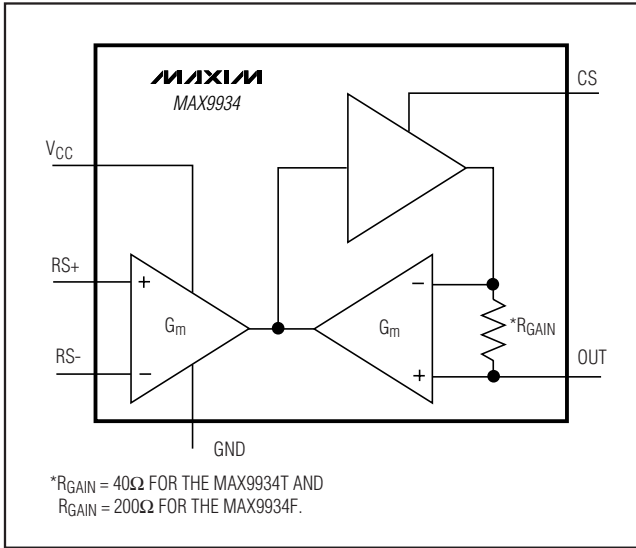 MAXIM
MAX9934
CS
VCC
RS+
+
Gm
RS-
−
−
Gm
+
*RGAIN
OUT
GND
*RGAIN = 40Ω FOR THE MAX9934T AND
RGAIN = 200Ω FOR THE MAX9934F.